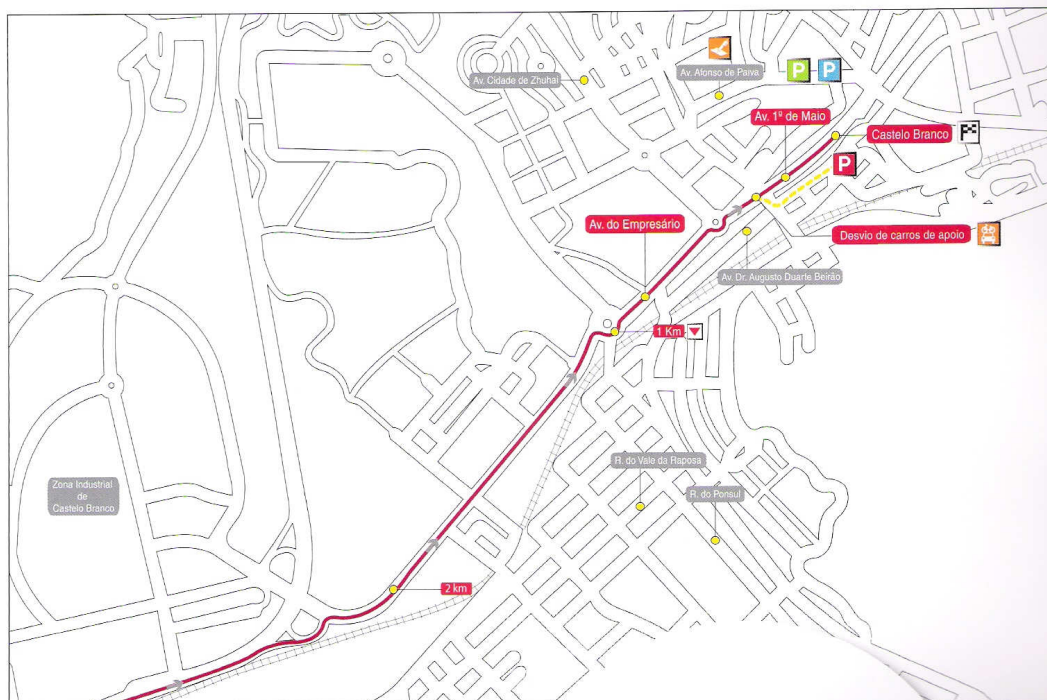 Av. Cidade de Zhuhai
Av. Afonso de Paiva
P
P
Av. 1º de Maio
Castelo Branco
P
Av. do Empresário
Desvio de carros de apoio
Av. Dr. Augusto Duarte Beirão
1 Km
R. do Vale da Raposa
Zona Industrial
de
Castelo Branco
R. do Ponsul
2 km